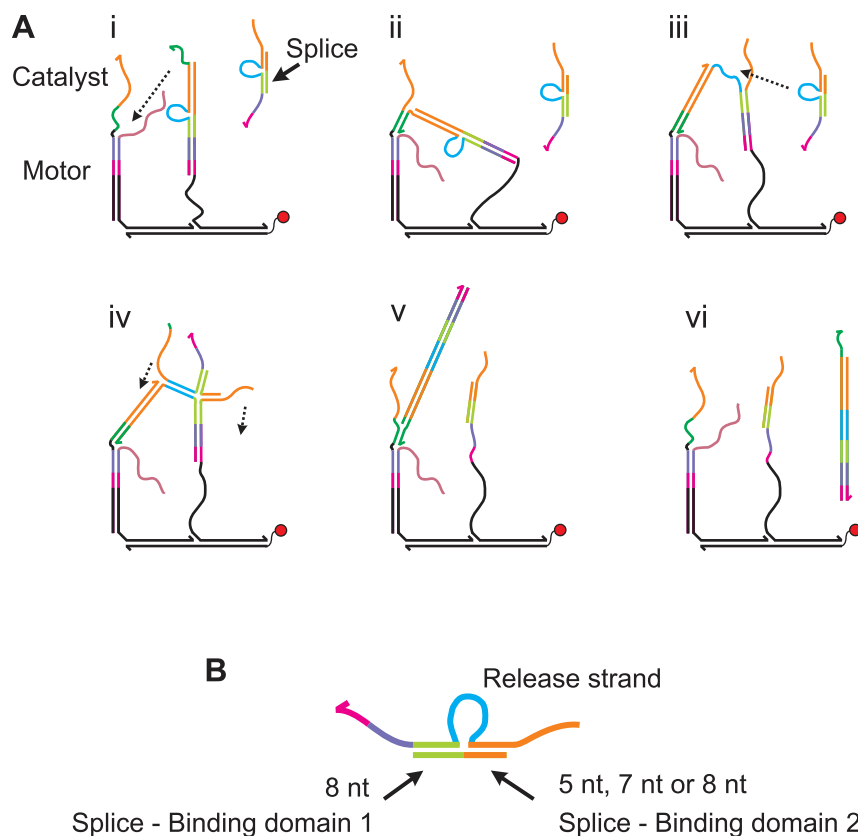 A
i
ii
iii
Splice
Catalyst
Motor
iv
v
vi
B
Release strand
8 nt
5 nt, 7 nt or 8 nt
Splice - Binding domain 1
Splice - Binding domain 2